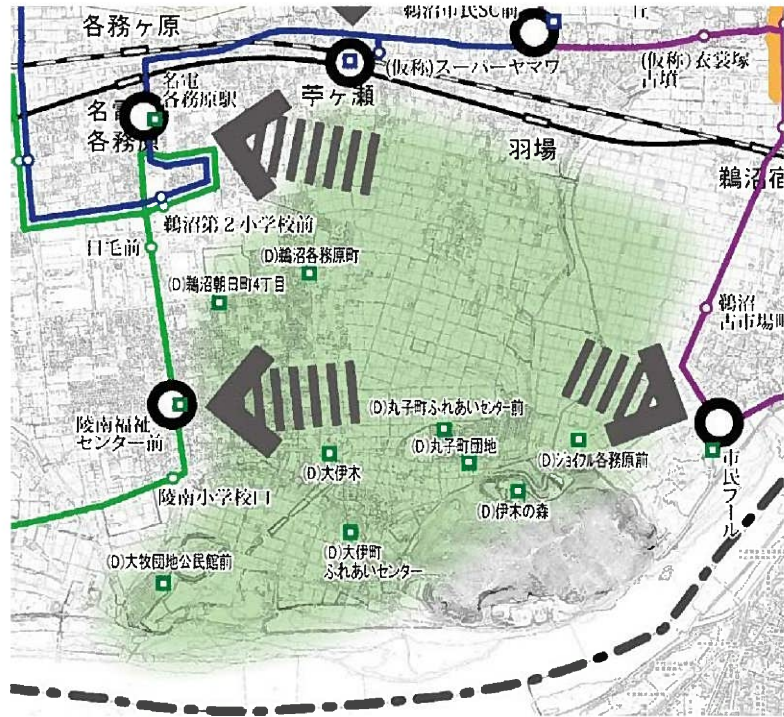 鵜沼市民SC前
丘
各務ヶ原
(仮称)スーパーヤマワ
(仮称)衣裳塚
古墳
名電
各務原駅
苧ヶ瀬
名電
各務原
羽場
鵜沼宿
鵜沼第2小学校前
(D)鵜沼各務原町
(D)鵜沼朝日町4丁目
鵜沼
古市場町
(D)丸子町ふれあいセンター前
陵南福祉
センター前
(D)丸子町団地
(D)ジョイフル各務原前
(D)大伊木
市民プール
陵南小学校口
(D)伊木の森
(D)大伊町
ふれあいセンター
(D)大牧団地公民館前